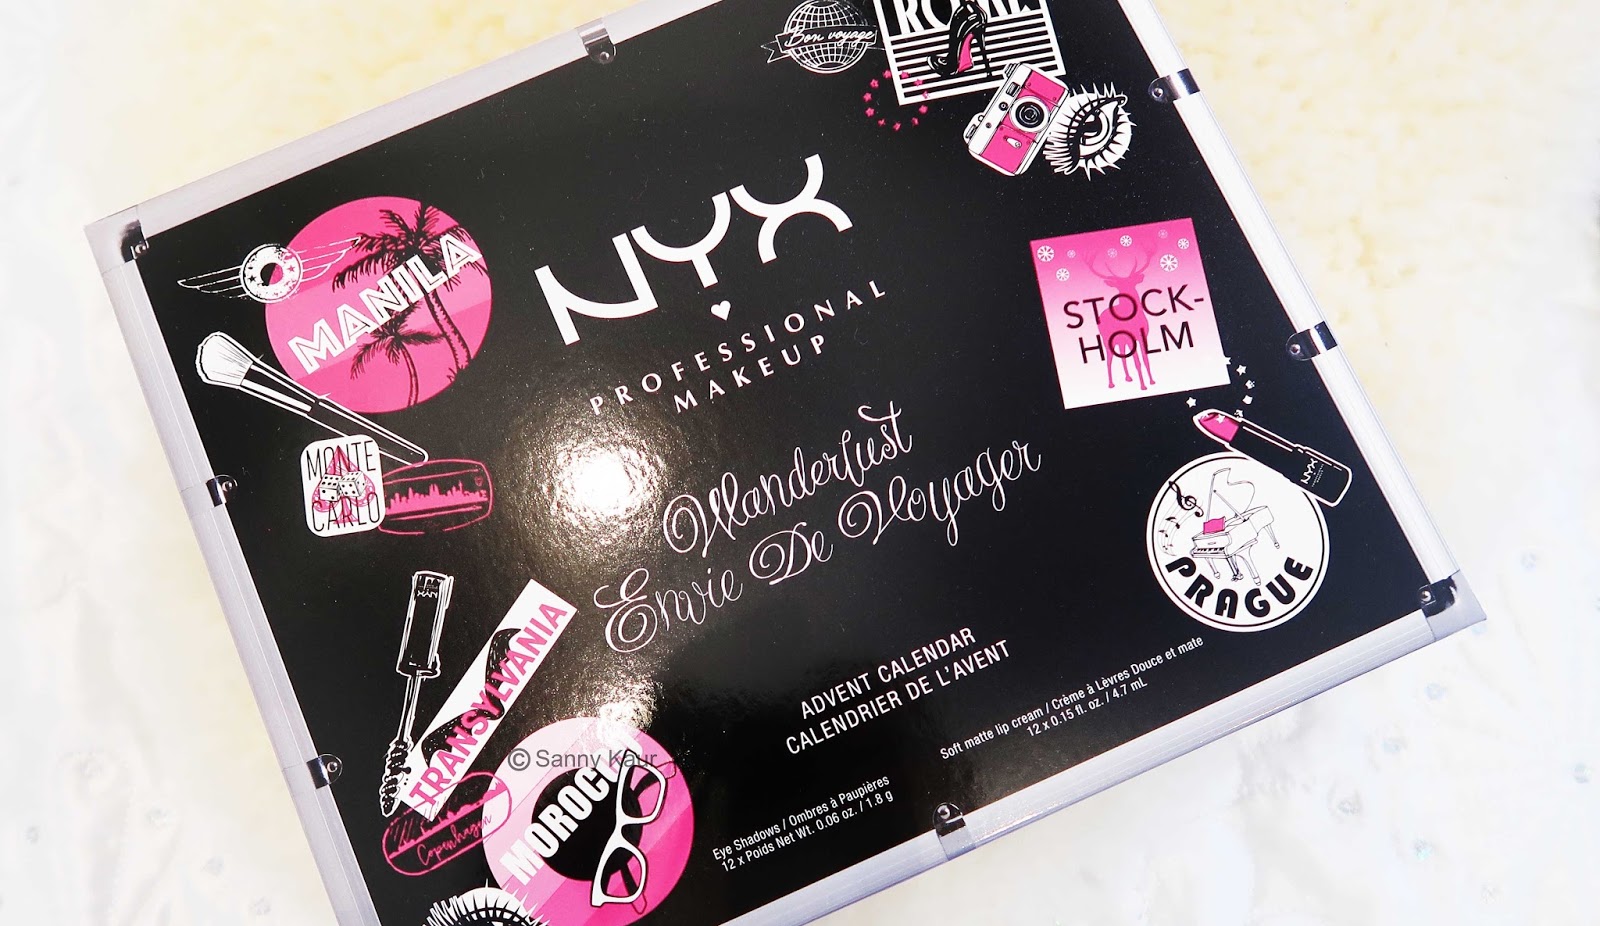 Bon voyage
ROME
MANILA
NYX
PROFESSIONAL
MAKEUP
STOCK-
HOLM
MONTE
CARLO
Wanderlust
Envie De Voyager
NYX
PRAGUE
NYX
TRANSYLVANIA
ADVENT CALENDAR
CALENDRIER DE L'AVENT
Soft matte lip cream / Crème à Lèvres Douce et mate
12 x 0.15 fl. oz. / 4.7 mL
© Sanny Kaur
MOROCCO
Copenhagen
Eye Shadows / Ombres à Paupières
12 x Poids Net Wt. 0.06 oz. / 1.8 g